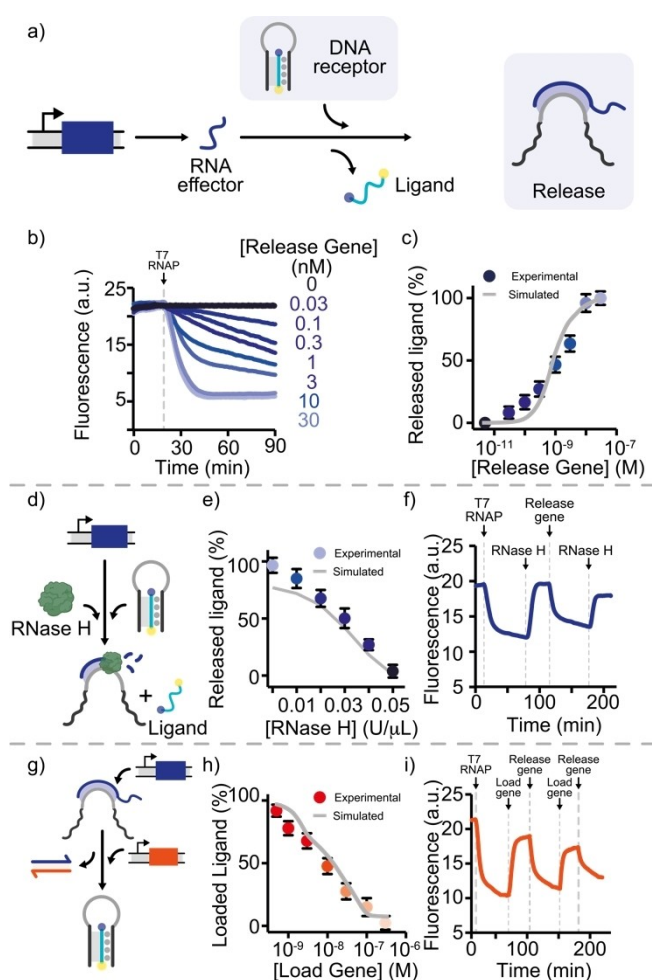 a)
DNA
receptor
RNA
effector
Ligand
Release
b)
T7
RNAP
[Release Gene]
(nM)
0
0.03
0.1
0.3
1
3
10
30
Fluorescence (a.u.)
25
15
5
0
30
60
90
Time (min)
c)
Experimental
Simulated
Released ligand (%)
100
50
0
10⁻¹¹
10⁻⁹
10⁻⁷
[Release Gene] (M)
d)
RNase H
+
Ligand
e)
Experimental
Simulated
Released ligand (%)
100
50
0
0.01
0.03
0.05
[RNase H] (U/µL)
f)
T7
RNAP
Release
gene
RNase H
RNase H
Fluorescence (a.u.)
25
20
15
10
5
0
100
200
Time (min)
g)
h)
Experimental
Simulated
Loaded Ligand (%)
100
50
0
10⁻⁹
10⁻⁸
10⁻⁷
10⁻⁶
[Load Gene] (M)
i)
T7
RNAP
Release
gene
Release
gene
Load
gene
Load
gene
Fluorescence (a.u.)
25
20
15
10
5
0
100
200
Time (min)